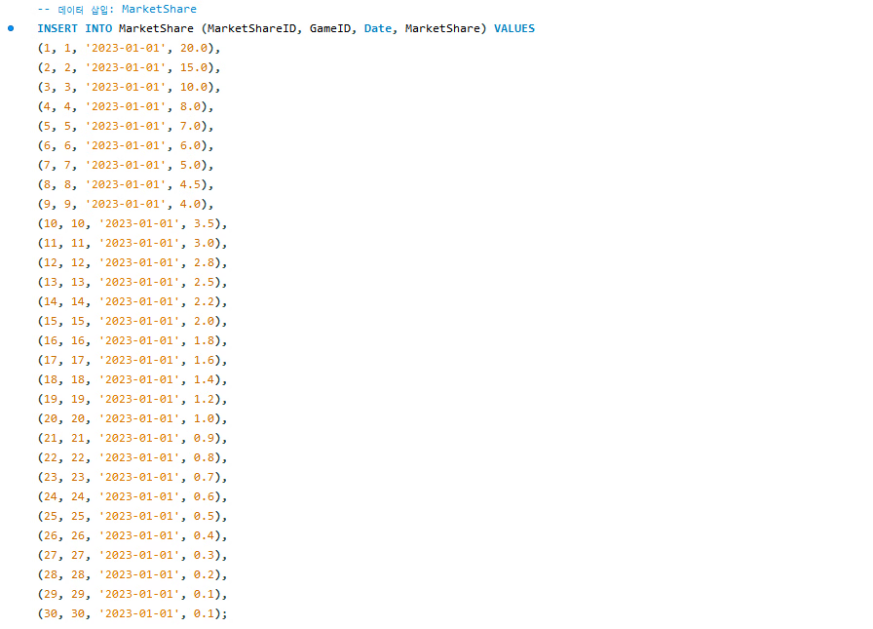 -- 데이터 삽입: MarketShare
INSERT INTO MarketShare (MarketShareID, GameID, Date, MarketShare) VALUES
(1, 1, '2023-01-01', 20.0),
(2, 2, '2023-01-01', 15.0),
(3, 3, '2023-01-01', 10.0),
(4, 4, '2023-01-01', 8.0),
(5, 5, '2023-01-01', 7.0),
(6, 6, '2023-01-01', 6.0),
(7, 7, '2023-01-01', 5.0),
(8, 8, '2023-01-01', 4.5),
(9, 9, '2023-01-01', 4.0),
(10, 10, '2023-01-01', 3.5),
(11, 11, '2023-01-01', 3.0),
(12, 12, '2023-01-01', 2.8),
(13, 13, '2023-01-01', 2.5),
(14, 14, '2023-01-01', 2.2),
(15, 15, '2023-01-01', 2.0),
(16, 16, '2023-01-01', 1.8),
(17, 17, '2023-01-01', 1.6),
(18, 18, '2023-01-01', 1.4),
(19, 19, '2023-01-01', 1.2),
(20, 20, '2023-01-01', 1.0),
(21, 21, '2023-01-01', 0.9),
(22, 22, '2023-01-01', 0.8),
(23, 23, '2023-01-01', 0.7),
(24, 24, '2023-01-01', 0.6),
(25, 25, '2023-01-01', 0.5),
(26, 26, '2023-01-01', 0.4),
(27, 27, '2023-01-01', 0.3),
(28, 28, '2023-01-01', 0.2),
(29, 29, '2023-01-01', 0.1),
(30, 30, '2023-01-01', 0.1);